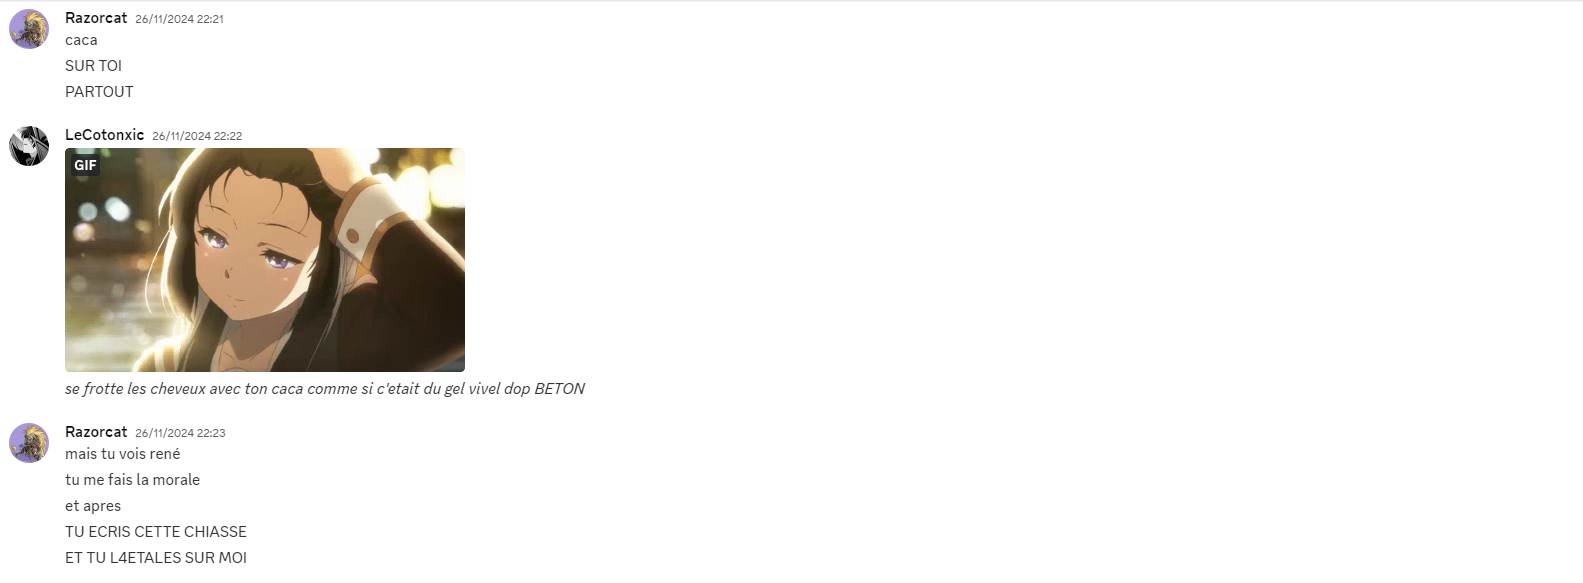 Razorcat 26/11/2024 22:21
caca
SUR TOI
PARTOUT
LeCotonxic 26/11/2024 22:22
GIF
se frotte les cheveux avec ton caca comme si c'etait du gel vivel dop BETON
Razorcat 26/11/2024 22:23
mais tu vois rené
tu me fais la morale
et apres
TU ECRIS CETTE CHIASSE
ET TU L4ETALES SUR MOI